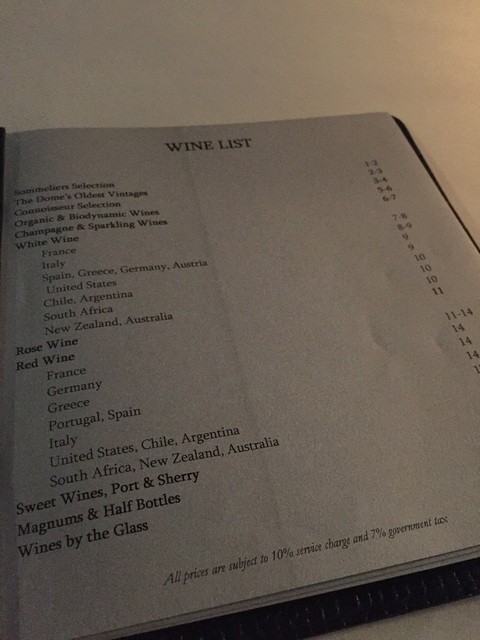 WINE LIST
Sommeliers Selection 1-2
The Dome's Oldest Vintages 2-3
Connoisseur Selection 3-4
Organic & Biodynamic Wines 5-6
Champagne & Sparkling Wines 6-7
White Wine
France 7-8
Italy 8-9
Spain, Greece, Germany, Austria 9
United States 9
Chile, Argentina 10
South Africa 10
New Zealand, Australia 10
Rose Wine 11
Red Wine
France 11-14
Germany 14
Greece 14
Portugal, Spain 14
Italy
United States, Chile, Argentina
South Africa, New Zealand, Australia
Sweet Wines, Port & Sherry
Magnums & Half Bottles
Wines by the Glass
All prices are subject to 10% service charge and 7% government tax